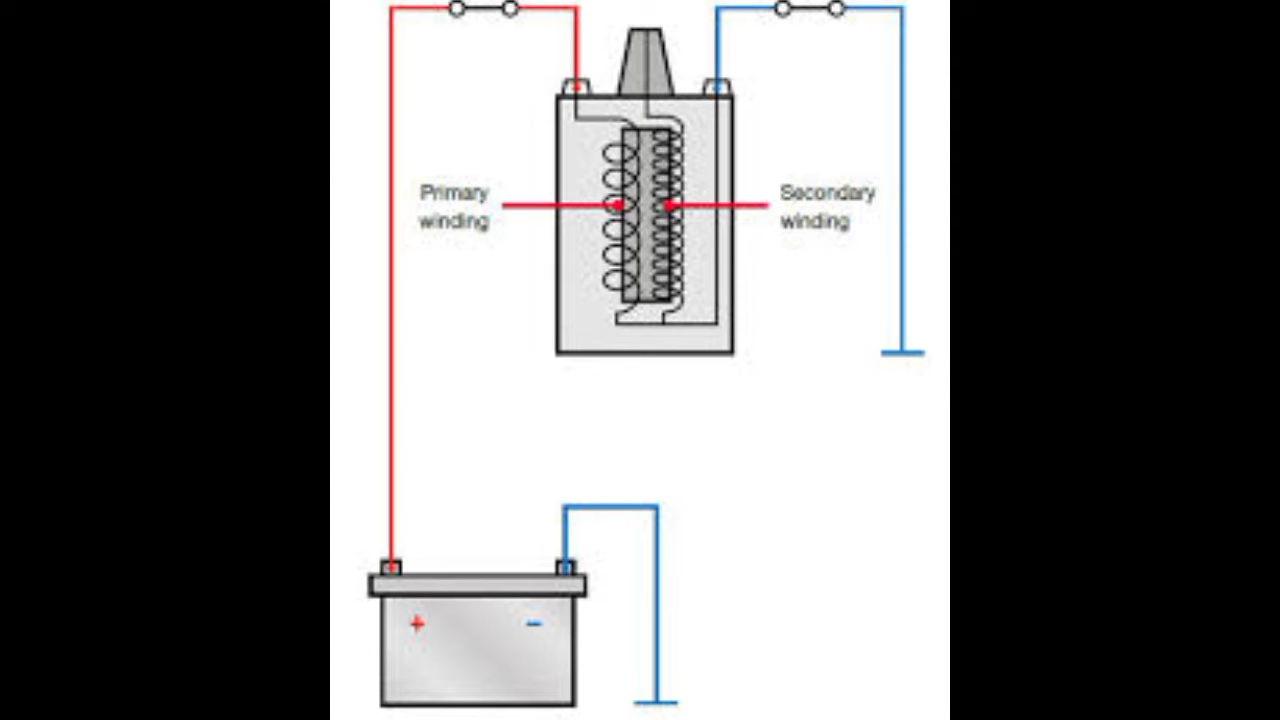 Primary
winding
Secondary
winding
+
−